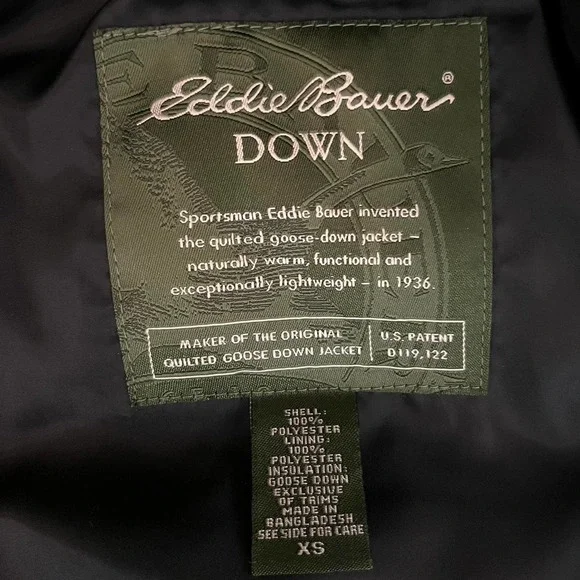 Eddie Bauer®
DOWN
Sportsman Eddie Bauer invented
the quilted goose-down jacket –
naturally warm, functional and
exceptionally lightweight – in 1936.
MAKER OF THE ORIGINAL
QUILTED GOOSE DOWN JACKET
U.S. PATENT
D119,122
SHELL:
100%
POLYESTER
LINING:
100%
POLYESTER
INSULATION:
GOOSE DOWN
EXCLUSIVE
OF TRIMS
MADE IN
BANGLADESH
SEE SIDE FOR CARE
XS